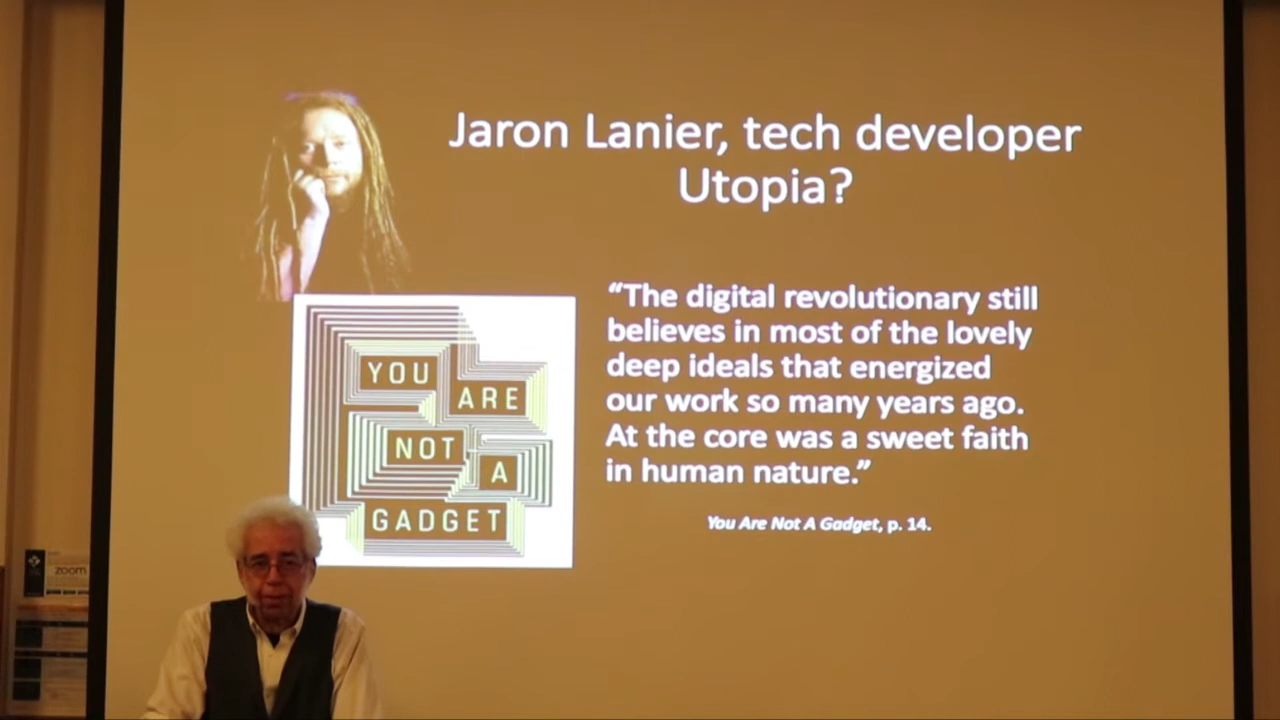 Jaron Lanier, tech developer
Utopia?
“The digital revolutionary still
believes in most of the lovely
deep ideals that energized
our work so many years ago.
At the core was a sweet faith
in human nature.”
You Are Not A Gadget, p. 14.
YOU
ARE
NOT
A
GADGET
zoom